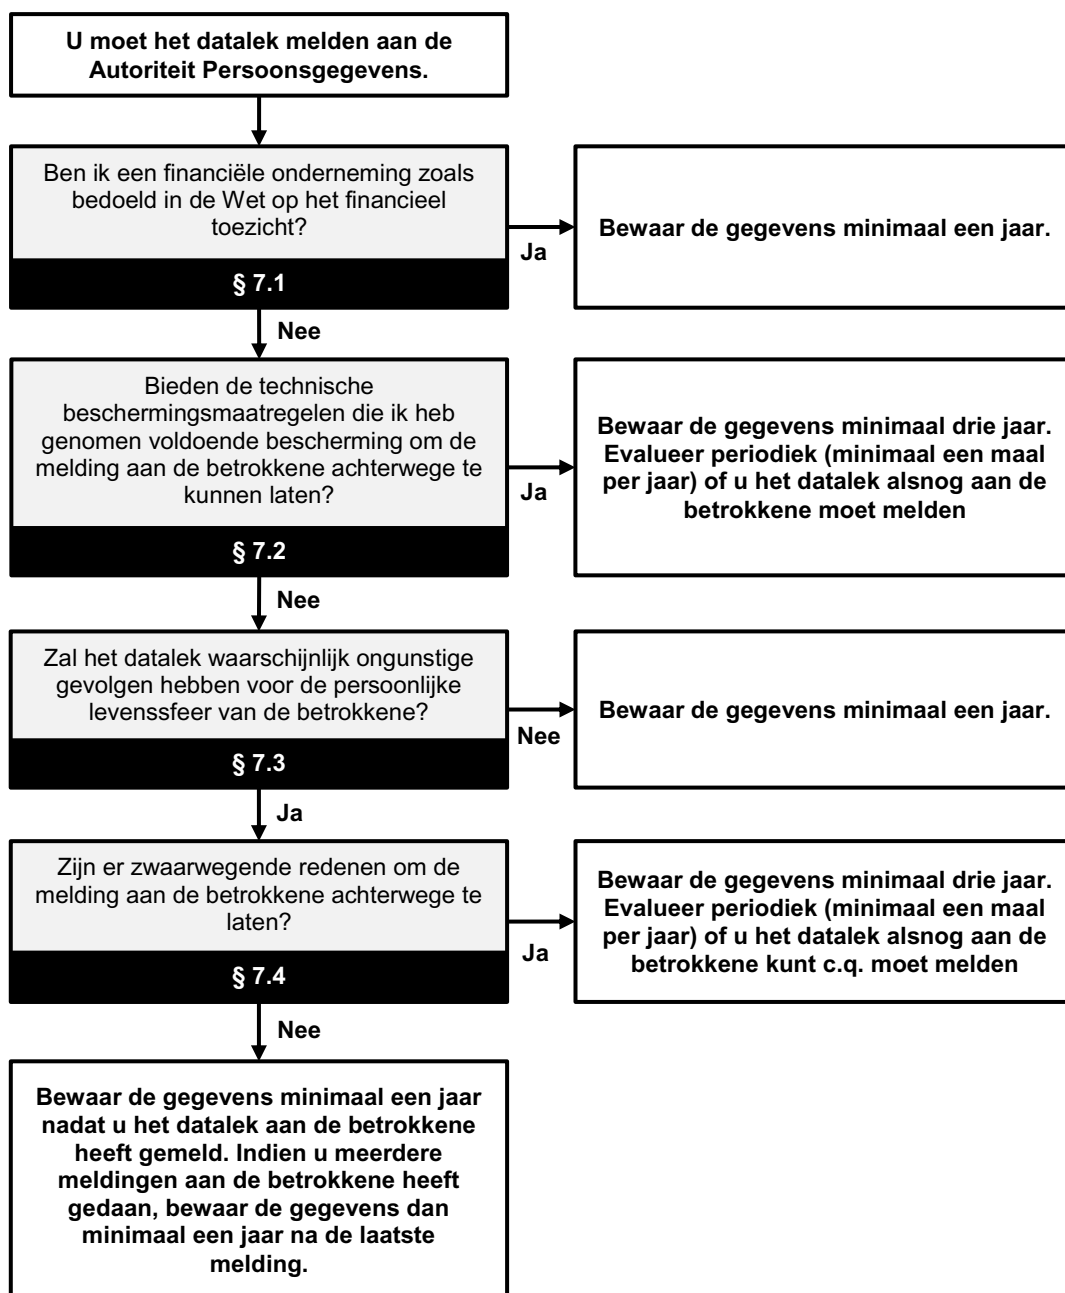 U moet het datalek melden aan de
Autoriteit Persoonsgegevens.
Ben ik een financiële onderneming zoals
bedoeld in de Wet op het financieel
toezicht?
§ 7.1
Ja
Bewaar de gegevens minimaal een jaar.
Nee
Bieden de technische
beschermingsmaatregelen die ik heb
genomen voldoende bescherming om de
melding aan de betrokkene achterwege te
kunnen laten?
§ 7.2
Ja
Bewaar de gegevens minimaal drie jaar.
Evalueer periodiek (minimaal een maal
per jaar) of u het datalek alsnog aan de
betrokkene moet melden
Nee
Zal het datalek waarschijnlijk ongunstige
gevolgen hebben voor de persoonlijke
levenssfeer van de betrokkene?
§ 7.3
Nee
Bewaar de gegevens minimaal een jaar.
Ja
Zijn er zwaarwegende redenen om de
melding aan de betrokkene achterwege te
laten?
§ 7.4
Ja
Bewaar de gegevens minimaal drie jaar.
Evalueer periodiek (minimaal een maal
per jaar) of u het datalek alsnog aan de
betrokkene kunt c.q. moet melden
Nee
Bewaar de gegevens minimaal een jaar
nadat u het datalek aan de betrokkene
heeft gemeld. Indien u meerdere
meldingen aan de betrokkene heeft
gedaan, bewaar de gegevens dan
minimaal een jaar na de laatste
melding.